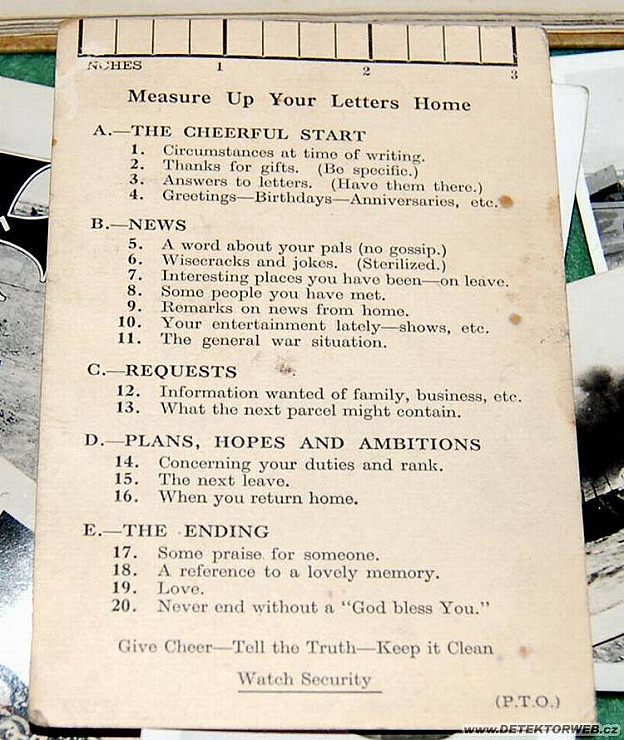 INCHES 1 2 3
Measure Up Your Letters Home
A.—THE CHEERFUL START
1. Circumstances at time of writing.
2. Thanks for gifts. (Be specific.)
3. Answers to letters. (Have them there.)
4. Greetings—Birthdays—Anniversaries, etc.
B.—NEWS
5. A word about your pals (no gossip.)
6. Wisecracks and jokes. (Sterilized.)
7. Interesting places you have been—on leave.
8. Some people you have met.
9. Remarks on news from home.
10. Your entertainment lately—shows, etc.
11. The general war situation.
C.—REQUESTS
12. Information wanted of family, business, etc.
13. What the next parcel might contain.
D.—PLANS, HOPES AND AMBITIONS
14. Concerning your duties and rank.
15. The next leave.
16. When you return home.
E.—THE ENDING
17. Some praise for someone.
18. A reference to a lovely memory.
19. Love.
20. Never end without a “God bless You.”
Give Cheer—Tell the Truth—Keep it Clean
Watch Security
(P.T.O.)
www.DETEKTORWEB.cz